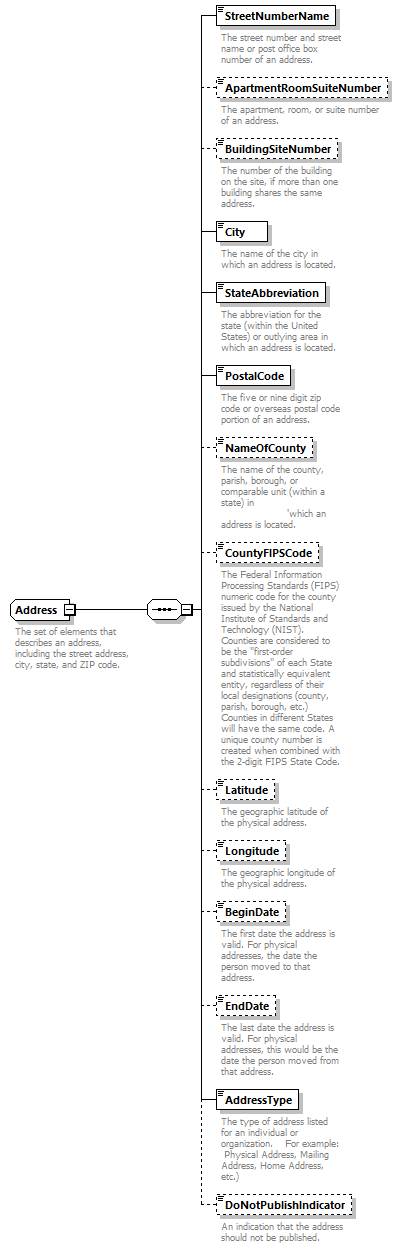 StreetNumberName
The street number and street
name or post office box
number of an address.
ApartmentRoomSuiteNumber
The apartment, room, or suite number
of an address.
BuildingSiteNumber
The number of the building
on the site, if more than one
building shares the same
address.
City
The name of the city in
which an address is located.
StateAbbreviation
The abbreviation for the
state (within the United
States) or outlying area in
which an address is located.
PostalCode
The five or nine digit zip
code or overseas postal code
portion of an address.
NameOfCounty
The name of the county,
parish, borough, or
comparable unit (within a
state) in
'which an
address is located.
CountyFIPSCode
The Federal Information
Processing Standards (FIPS)
numeric code for the county
issued by the National
Institute of Standards and
Technology (NIST).
Counties are considered to
be the "first-order
subdivisions" of each State
and statistically equivalent
entity, regardless of their
local designations (county,
parish, borough, etc.)
Counties in different States
will have the same code. A
unique county number is
created when combined with
the 2-digit FIPS State Code.
Address
The set of elements that
describes an address,
including the street address,
city, state, and ZIP code.
Latitude
The geographic latitude of
the physical address.
Longitude
The geographic longitude of
the physical address.
BeginDate
The first date the address is
valid. For physical
addresses, the date the
person moved to that
address.
EndDate
The last date the address is
valid. For physical
addresses, this would be the
date the person moved from
that address.
AddressType
The type of address listed
for an individual or
organization. For example:
Physical Address, Mailing
Address, Home Address,
etc.)
DoNotPublishIndicator
An indication that the address
should not be published.